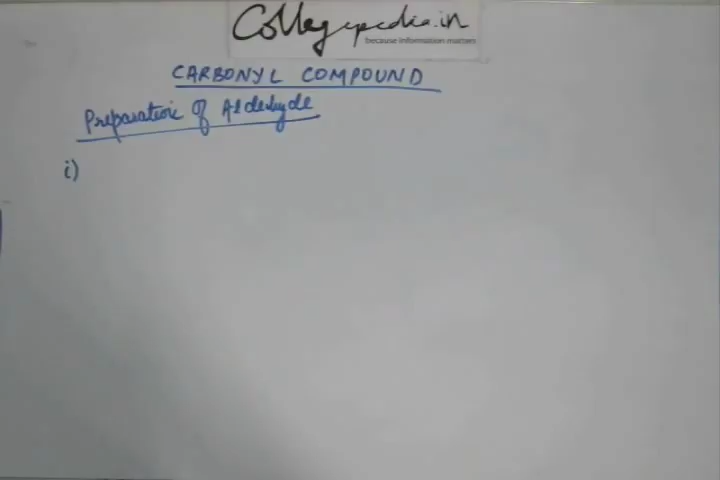 Collegepedia.in
because information matters
CARBONYL COMPOUND
Preparation of Aldehyde
i)